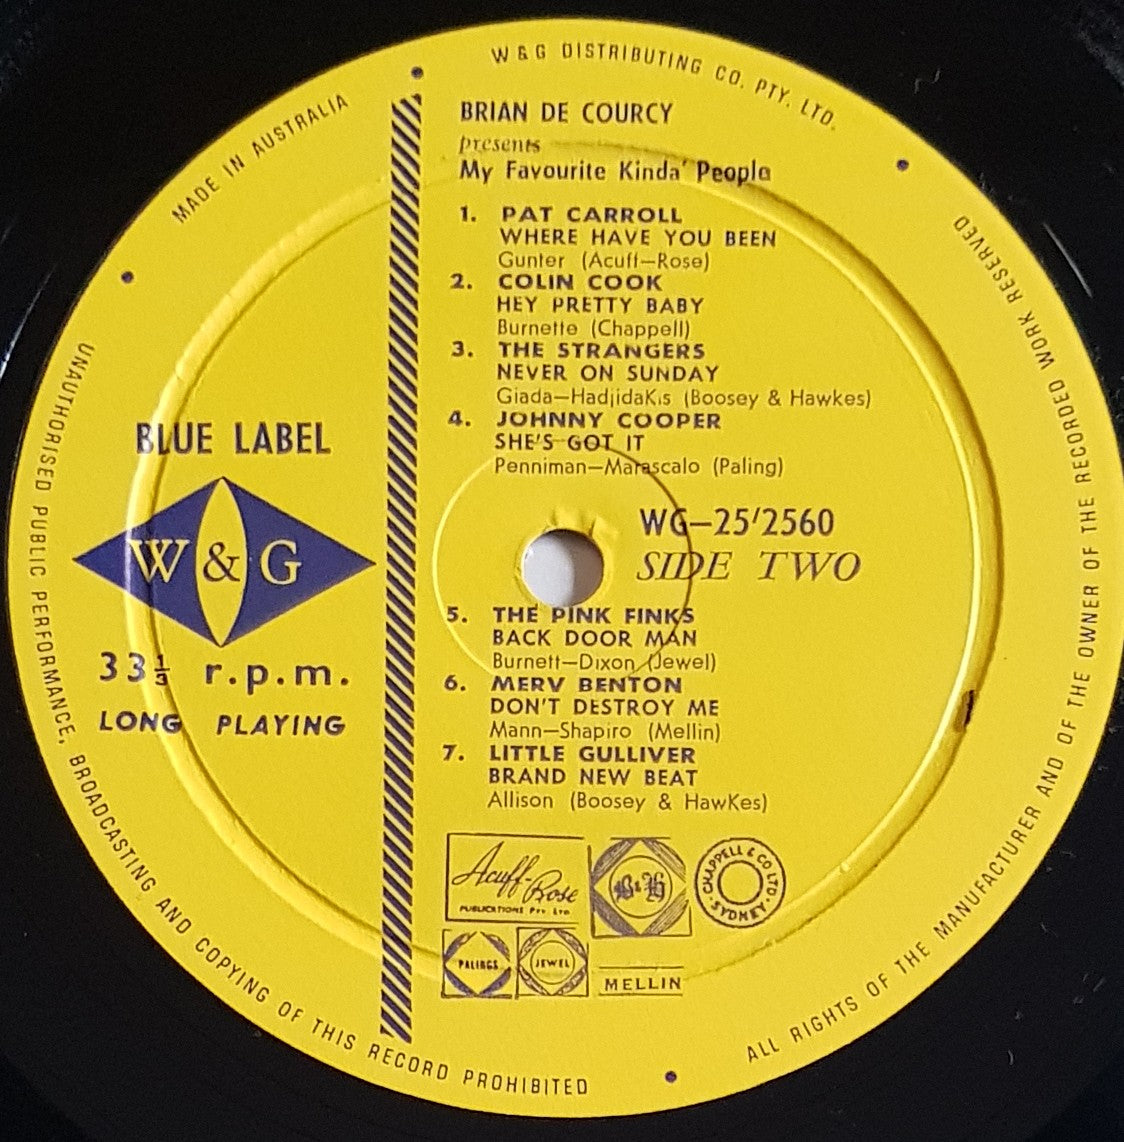 W & G DISTRIBUTING CO. PTY. LTD.
MADE IN AUSTRALIA
BRIAN DE COURCY
presents
My Favourite Kinda' People
1. PAT CARROLL
WHERE HAVE YOU BEEN
Gunter (Acuff—Rose)
2. COLIN COOK
HEY PRETTY BABY
Burnette (Chappell)
3. THE STRANGERS
NEVER ON SUNDAY
Giada—HadjidaKis (Boosey & Hawkes)
4. JOHNNY COOPER
SHE'S GOT IT
Penniman—Marascalo (Paling)
BLUE LABEL
W & G
33⅓ r.p.m.
LONG PLAYING
WG—25/2560
SIDE TWO
5. THE PINK FINKS
BACK DOOR MAN
Burnett—Dixon (Jewel)
6. MERV BENTON
DON'T DESTROY ME
Mann—Shapiro (Mellin)
7. LITTLE GULLIVER
BRAND NEW BEAT
Allison (Boosey & HawKes)
Acuff-Rose
PUBLICATIONS Pty Ltd
B&H
CHAPPELL & CO LTD · SYDNEY ·
PALINGS
JEWEL
MELLIN
UNAUTHORISED PUBLIC PERFORMANCE, BROADCASTING AND COPYING OF THIS RECORD PROHIBITED
ALL RIGHTS OF THE MANUFACTURER AND OF THE OWNER OF THE RECORDED WORK RESERVED